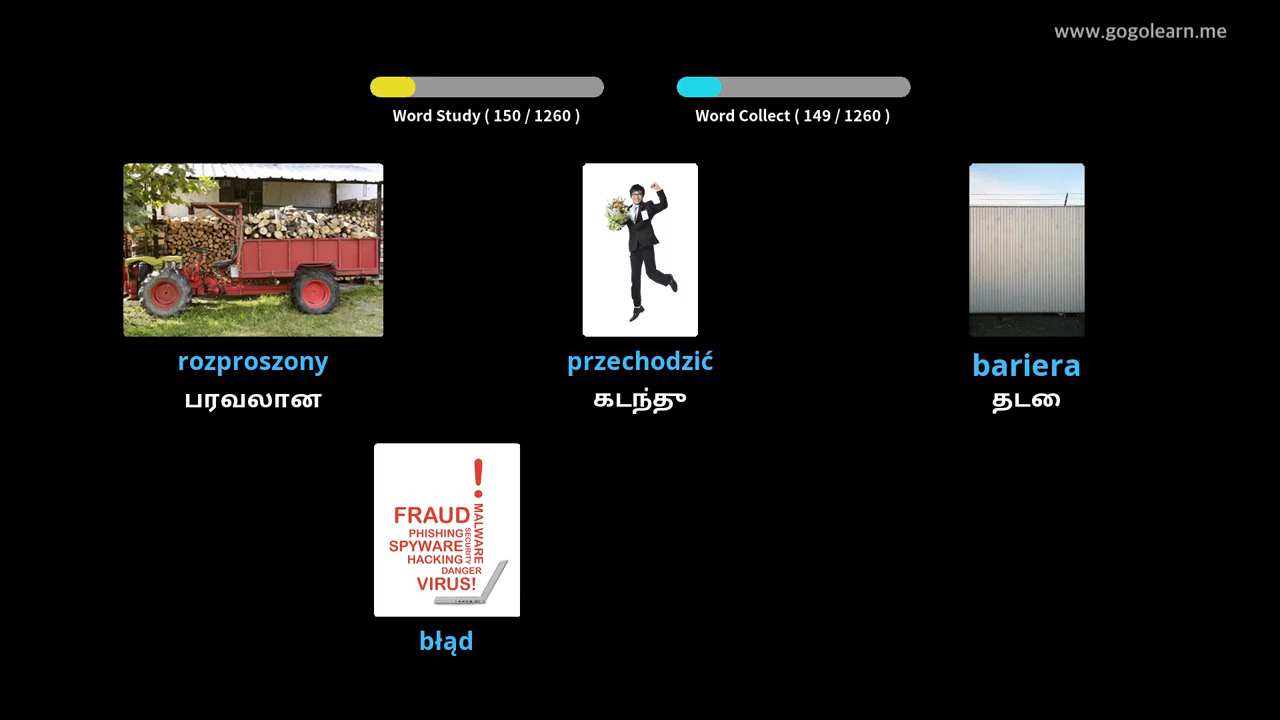 www.gogolearn.me
Word Study ( 150 / 1260 )
Word Collect ( 149 / 1260 )
rozproszony
przechodzić
bariera
பரவலான
கடந்து
தடை
!
FRAUD
PHISHING
SPYWARE
HACKING
DANGER
VIRUS!
SECURITY
MALWARE
błąd